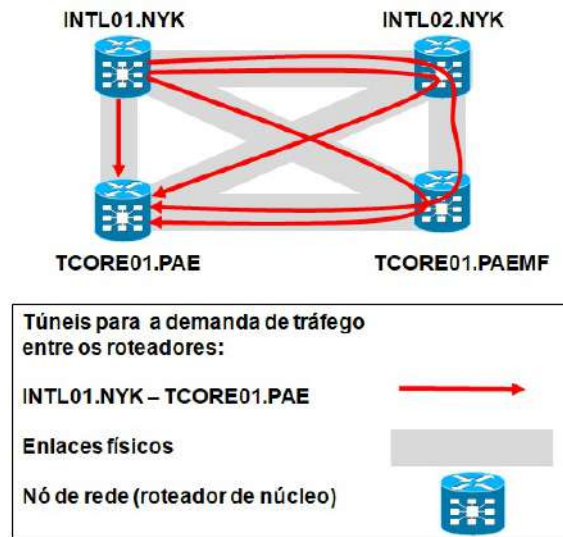 INTL01.NYK INTL02.NYK
TCORE01.PAE TCORE01.PAEMF
Túneis para a demanda de tráfego
entre os roteadores:
INTL01.NYK – TCORE01.PAE
Enlaces físicos
Nó de rede (roteador de núcleo)